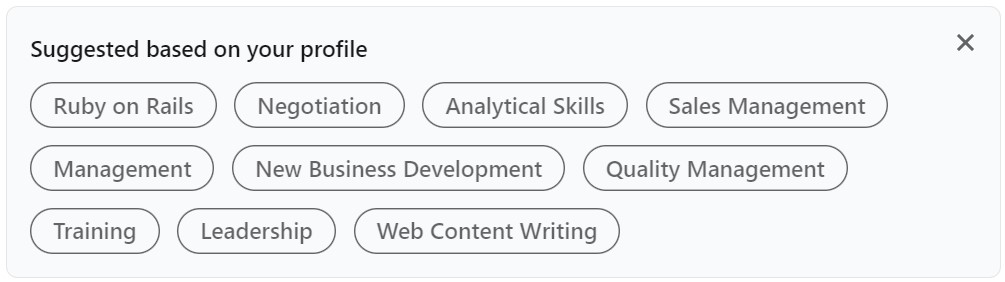 Suggested based on your profile
Ruby on Rails Negotiation Analytical Skills Sales Management
Management New Business Development Quality Management
Training Leadership Web Content Writing